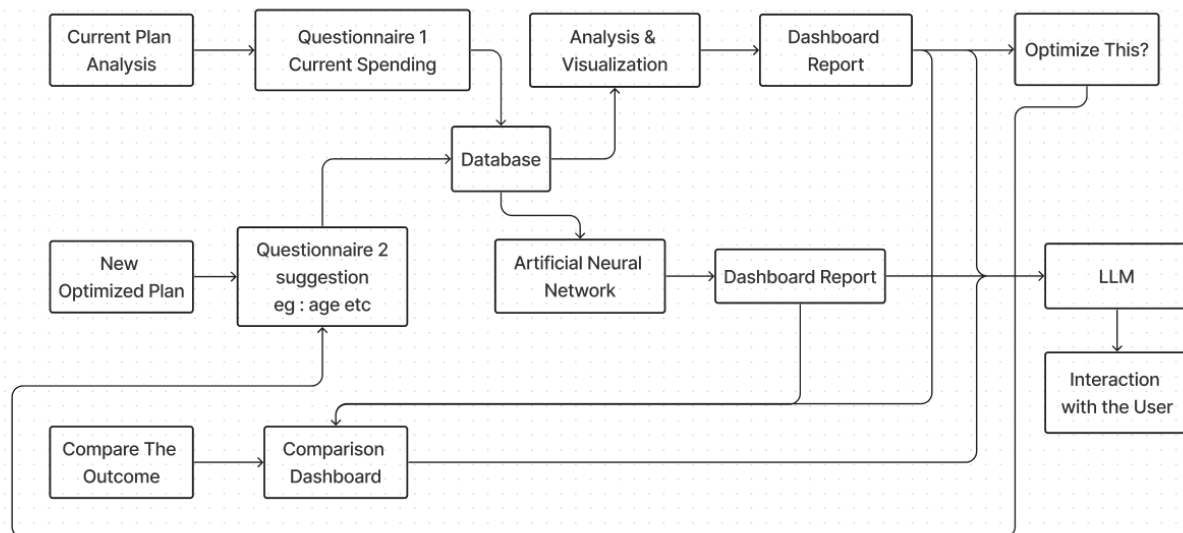 Current Plan
Analysis
Questionnaire 1
Current Spending
Analysis &
Visualization
Dashboard
Report
Optimize This?
Database
New
Optimized Plan
Questionnaire 2
suggestion
eg : age etc
Artificial Neural
Network
Dashboard Report
LLM
Interaction
with the User
Compare The
Outcome
Comparison
Dashboard